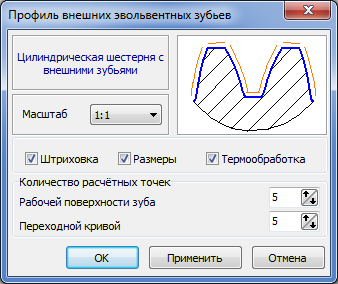 Профиль внешних эвольвентных зубьев
Цилиндрическая шестерня с
внешними зубьями
Масштаб
1:1
Штриховка
Размеры
Термообработка
Количество расчётных точек
Рабочей поверхности зуба
5
Переходной кривой
5
OK
Применить
Отмена